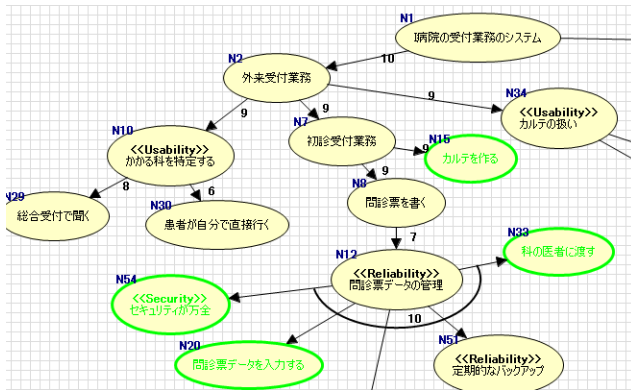 N1
I病院の受付業務のシステム
10
N2
外来受付業務
9
9
9
N34
<<Usability>>
カルテの扱い
N10
<<Usability>>
かかる科を特定する
N7
初診受付業務
9
N15
カルテを作る
8
6
9
N29
総合受付で聞く
N30
患者が自分で直接行く
N8
問診票を書く
7
N33
科の医者に渡す
N12
<<Reliability>>
問診票データの管理
10
N54
<<Security>>
セキュリティが万全
N20
問診票データを入力する
N51
<<Reliability>>
定期的なバックアップ